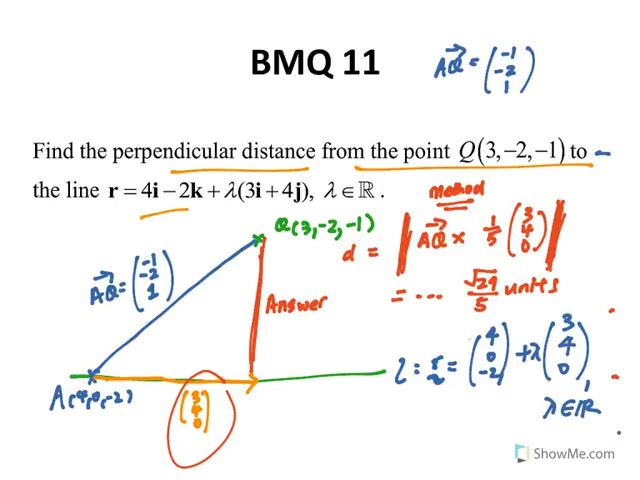 BMQ 11
AQ = (-1 -2 1)
Find the perpendicular distance from the point Q(3, −2, −1) to
the line r = 4i − 2k + λ(3i + 4j), λ ∈ ℝ.
method
Q(3, -2, -1)
d = | AQ × 1/5 (3 4 0) |
AQ = (-1 -2 1)
Answer
= ... √29/5 units
l : r = (4 0 -2) + λ (3 4 0),
λ ∈ ℝ
A(4, 0, -2)
(3 4 0)
ShowMe.com